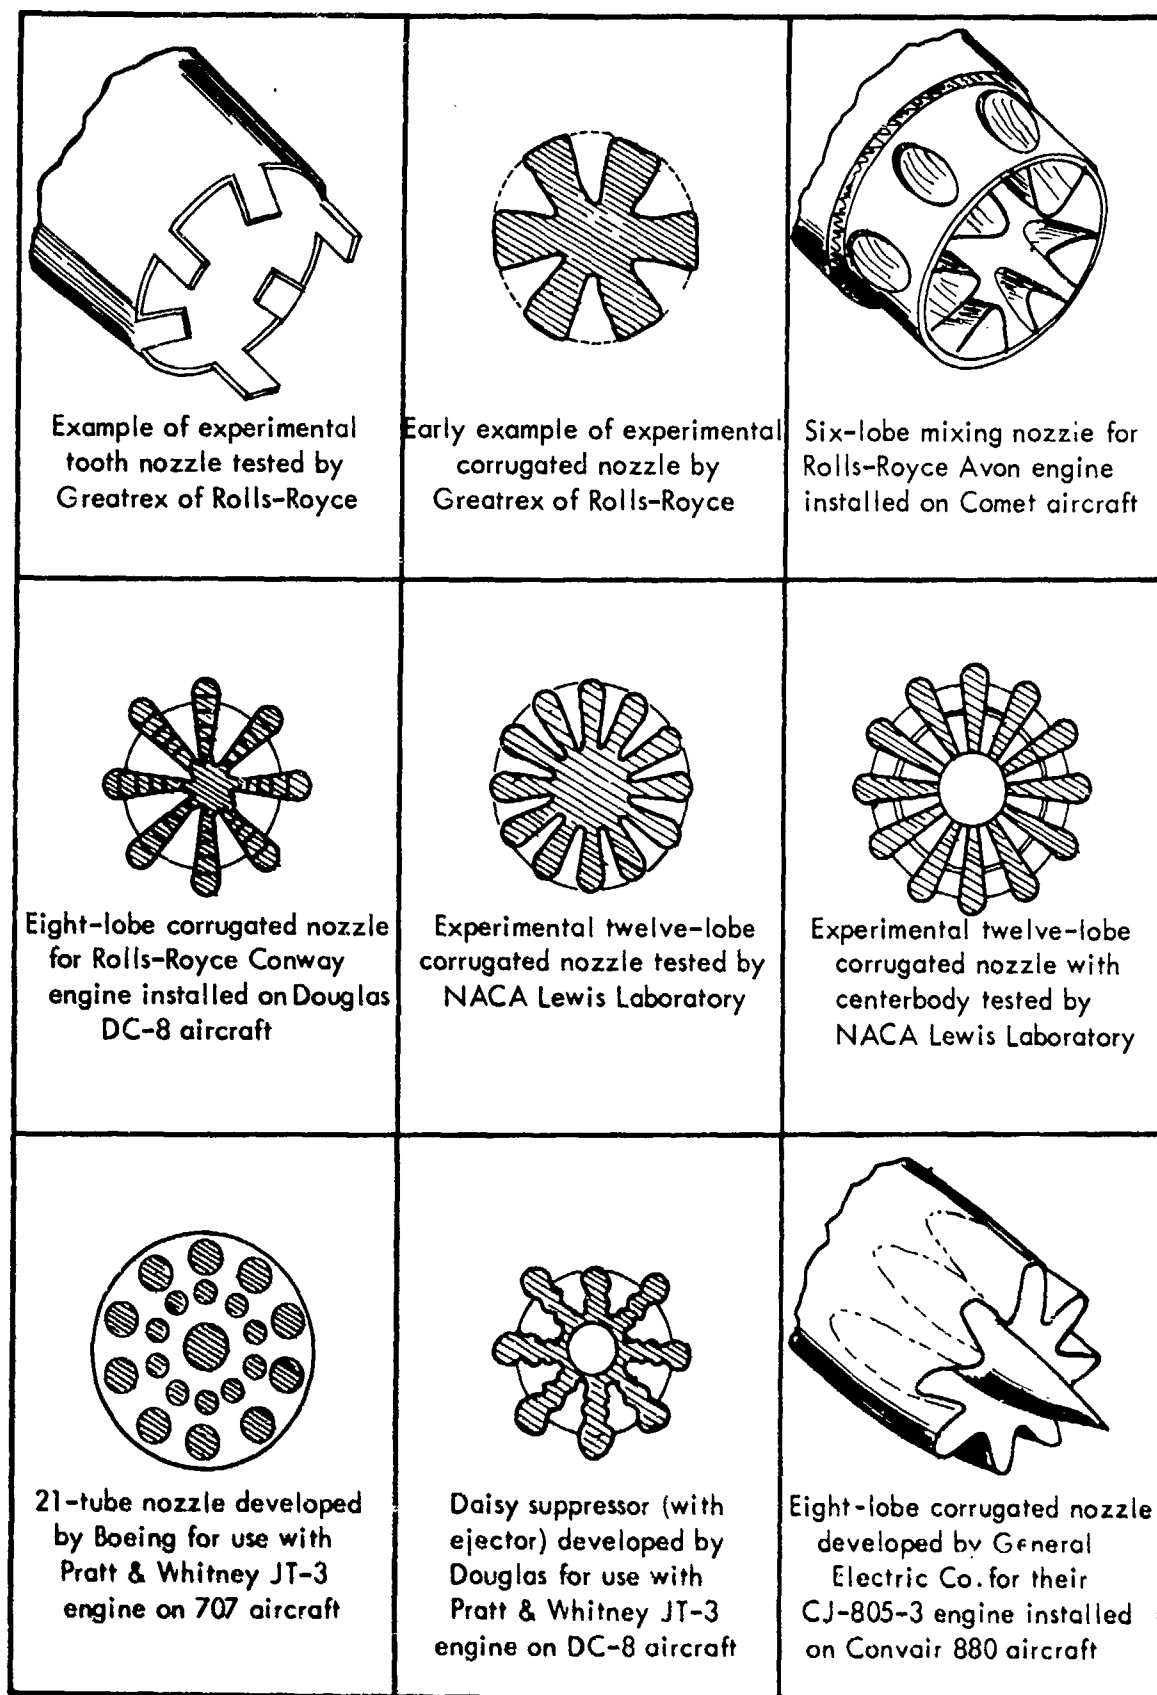 Example of experimental
tooth nozzle tested by
Greatrex of Rolls-Royce
Early example of experimental
corrugated nozzle by
Greatrex of Rolls-Royce
Six-lobe mixing nozzle for
Rolls-Royce Avon engine
installed on Comet aircraft
Eight-lobe corrugated nozzle
for Rolls-Royce Conway
engine installed on Douglas
DC-8 aircraft
Experimental twelve-lobe
corrugated nozzle tested by
NACA Lewis Laboratory
Experimental twelve-lobe
corrugated nozzle with
centerbody tested by
NACA Lewis Laboratory
21-tube nozzle developed
by Boeing for use with
Pratt & Whitney JT-3
engine on 707 aircraft
Daisy suppressor (with
ejector) developed by
Douglas for use with
Pratt & Whitney JT-3
engine on DC-8 aircraft
Eight-lobe corrugated nozzle
developed by General
Electric Co. for their
CJ-805-3 engine installed
on Convair 880 aircraft